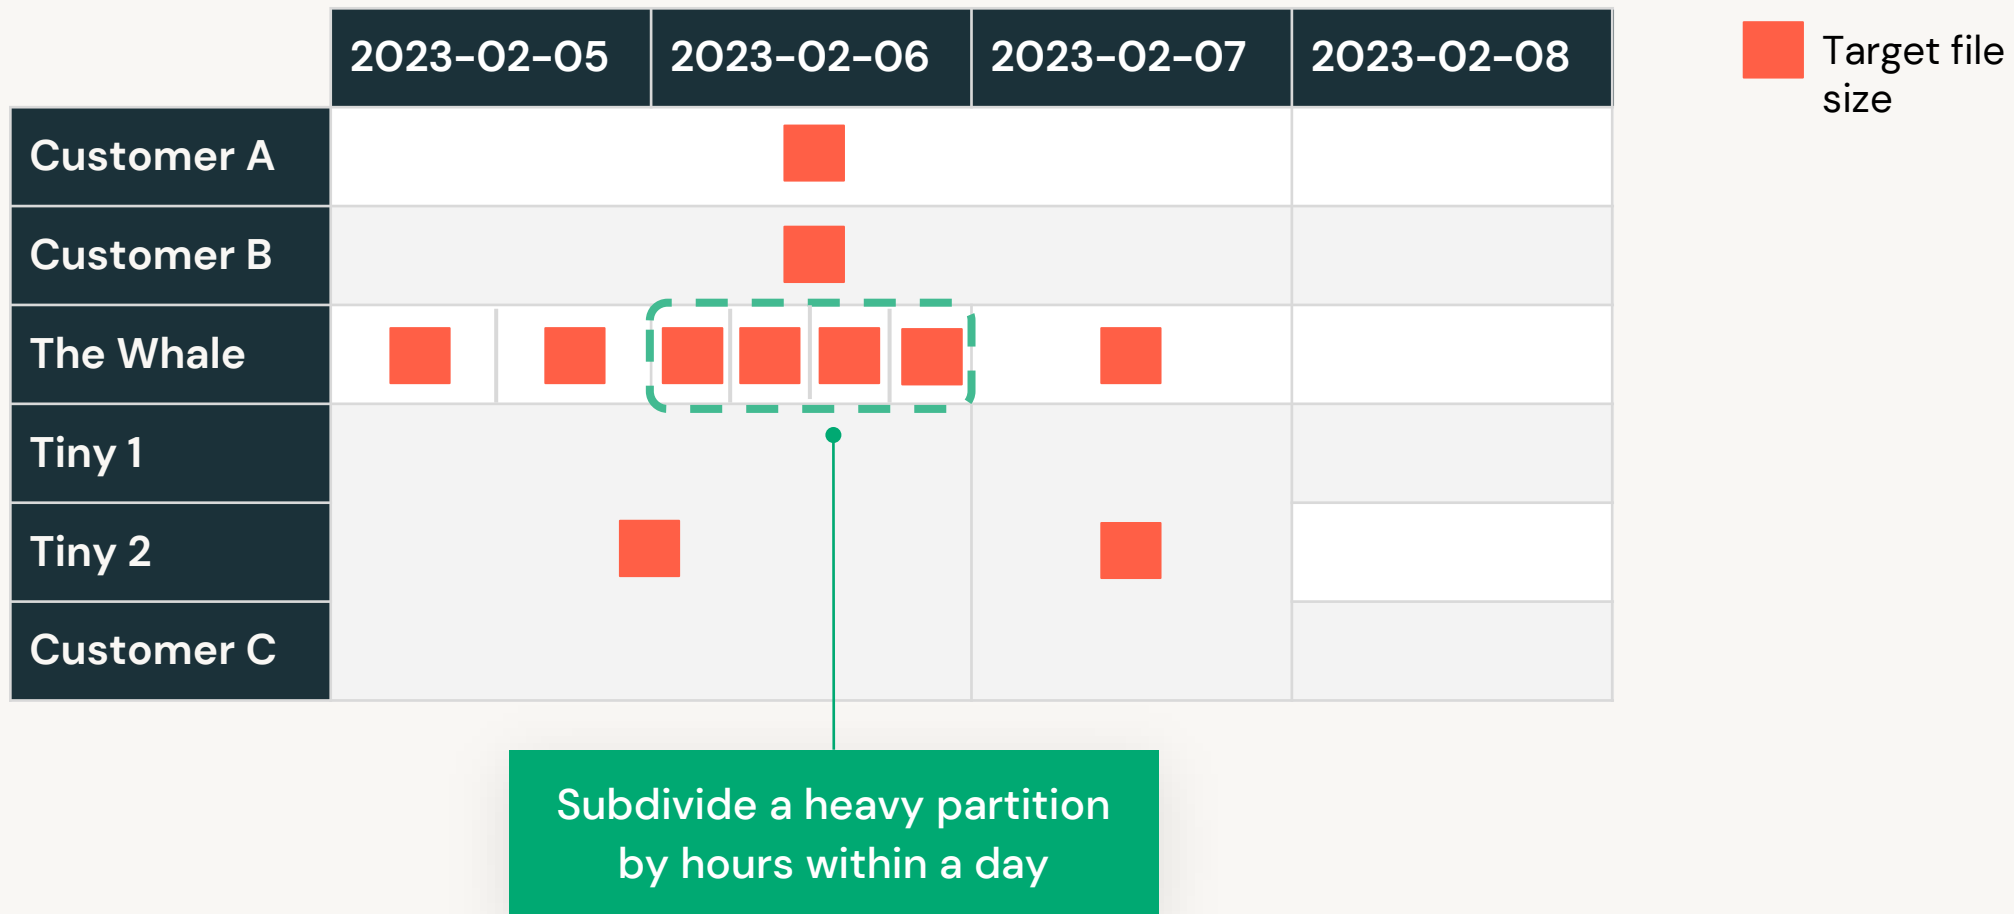 2023-02-05 2023-02-06 2023-02-07 2023-02-08
Target file
size
Customer A
Customer B
The Whale
Tiny 1
Tiny 2
Customer C
Subdivide a heavy partition
by hours within a day